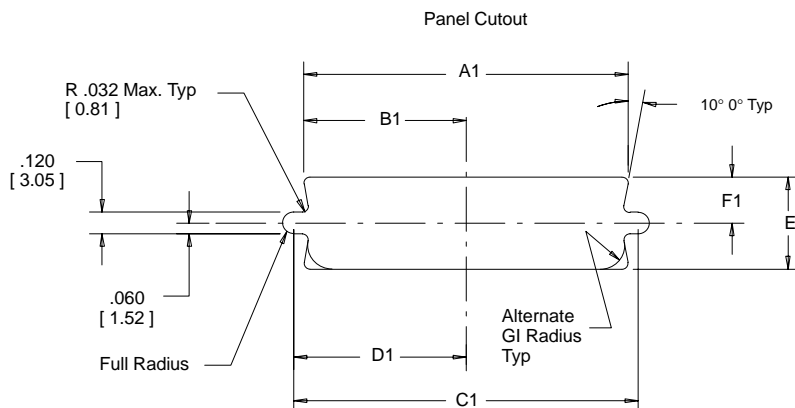 Panel Cutout
A1
R .032 Max. Typ
[ 0.81 ]
10° 0° Typ
B1
.120
[ 3.05 ]
F1
E
.060
[ 1.52 ]
Alternate
GI Radius
Typ
Full Radius
D1
C1